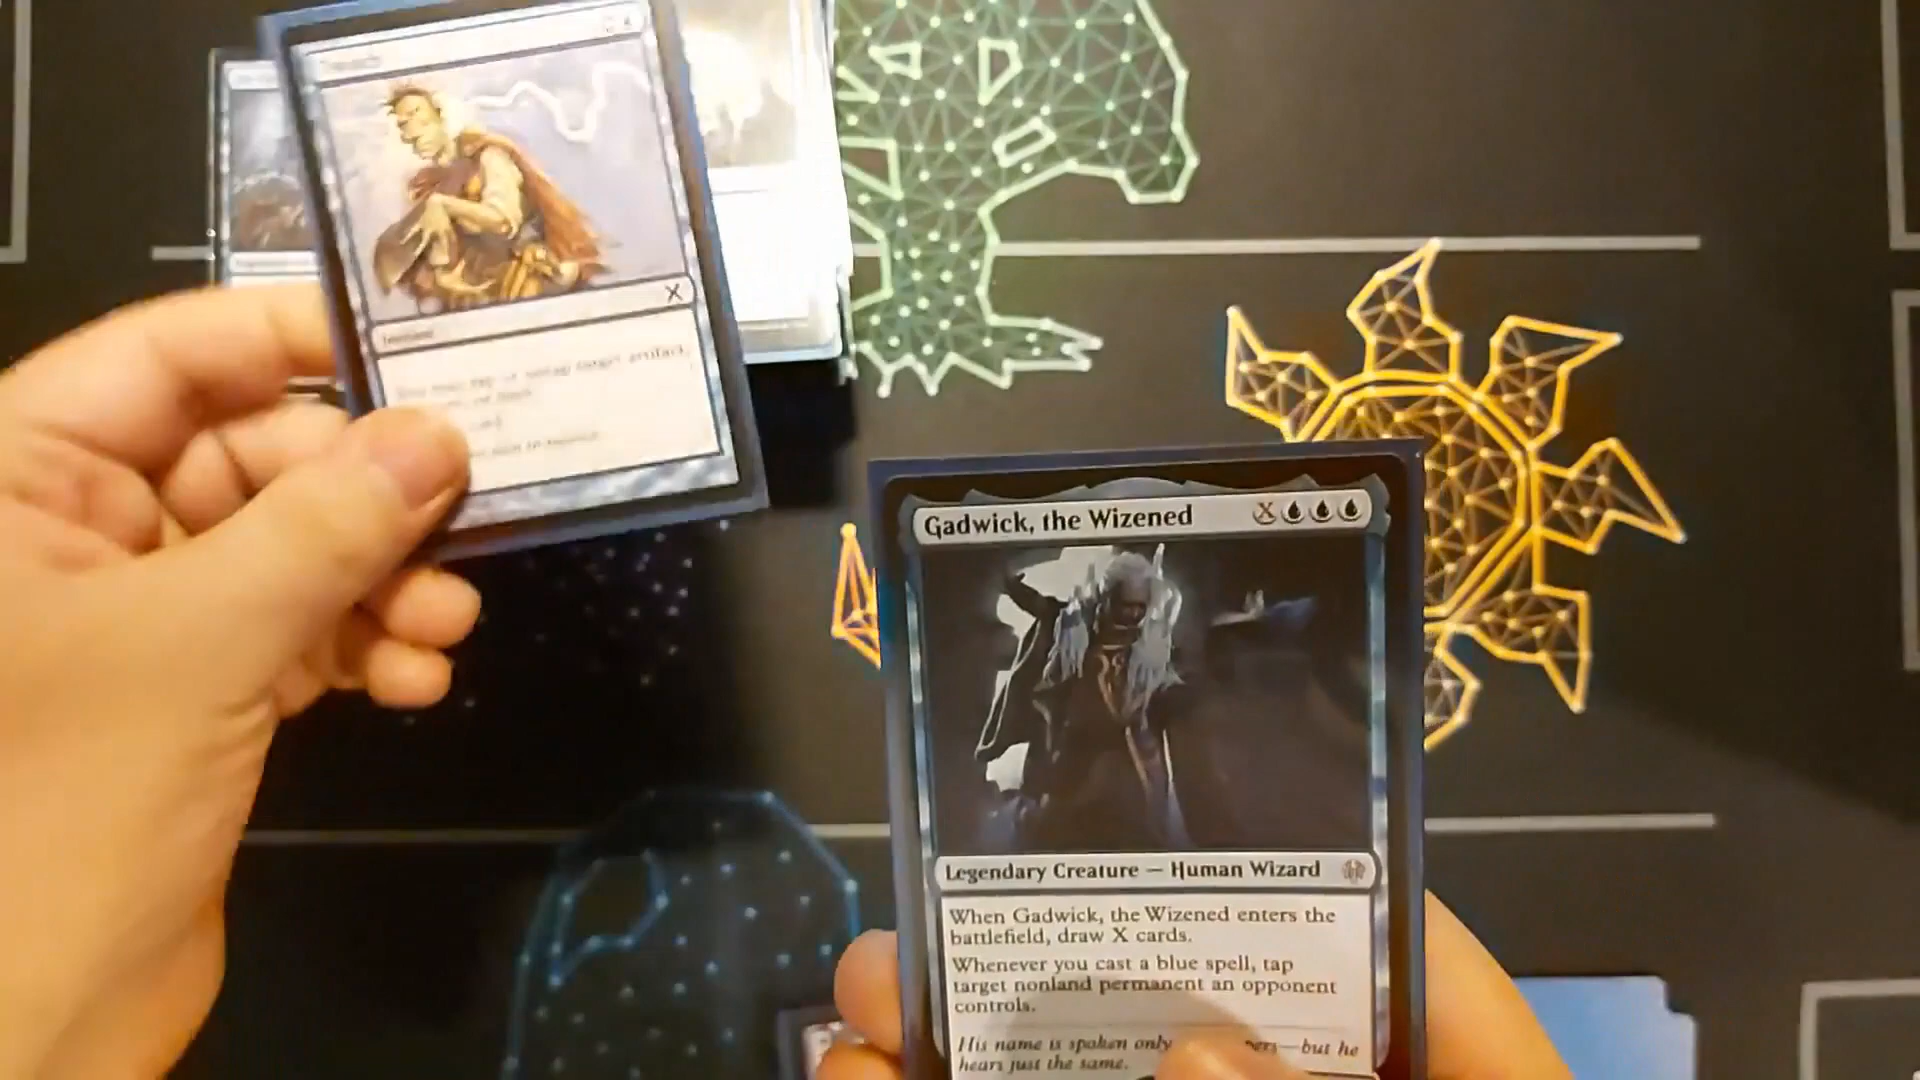 target artifact,
Gadwick, the Wizened X
Legendary Creature — Human Wizard
When Gadwick, the Wizened enters the
battlefield, draw X cards.
Whenever you cast a blue spell, tap
target nonland permanent an opponent
controls.
His name is spoken only —but he
hears just the same.